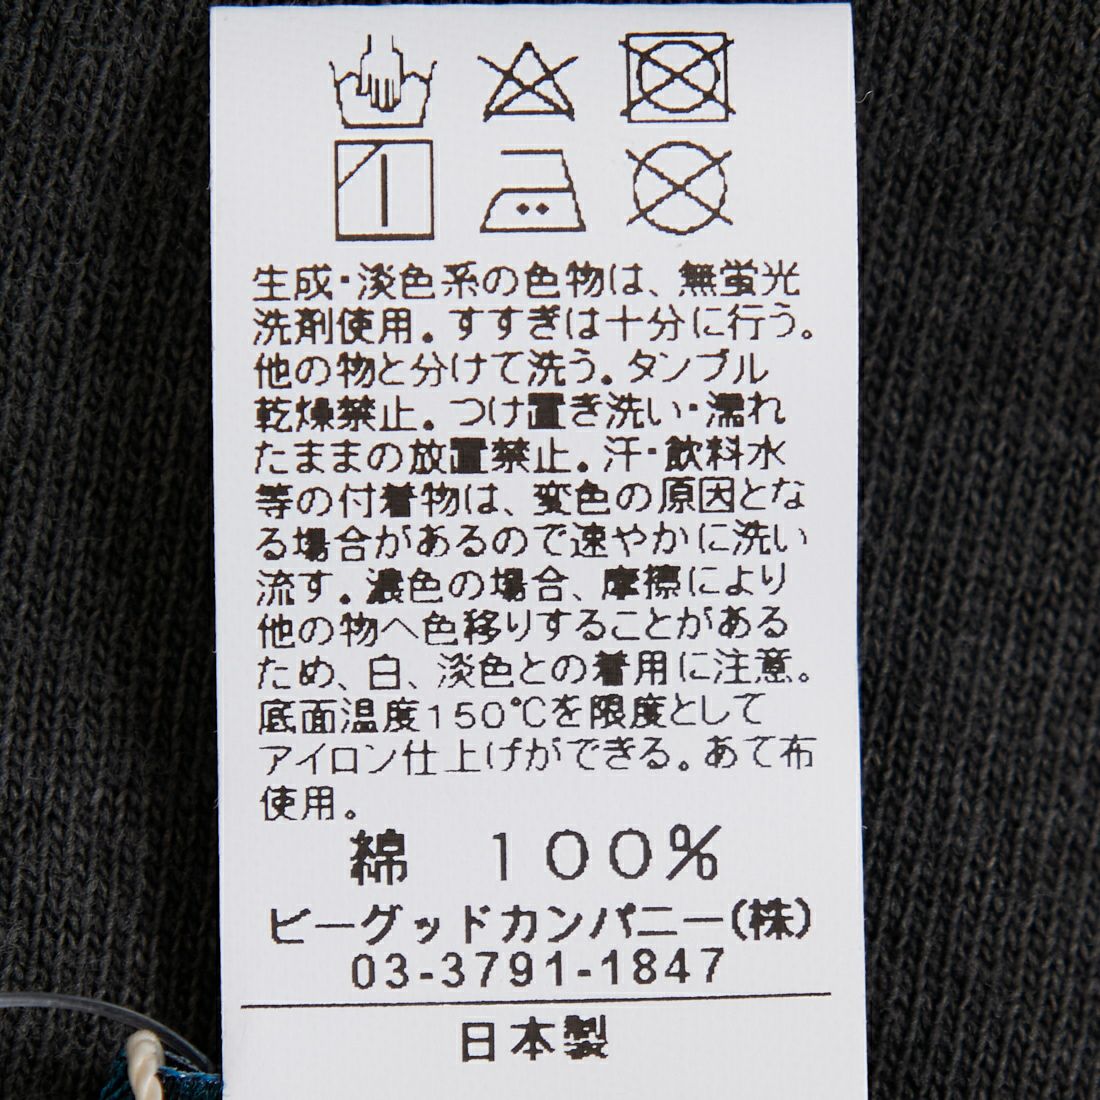 生成・淡色系の色物は、無蛍光
洗剤使用。すすぎは十分に行う。
他の物と分けて洗う。タンブル
乾燥禁止。つけ置き洗い・濡れ
たままの放置禁止。汗・飲料水
等の付着物は、変色の原因とな
る場合があるので速やかに洗い
流す。濃色の場合、摩擦により
他の物へ色移りすることがある
ため、白、淡色との着用に注意。
底面温度150℃を限度として
アイロン仕上げができる。あて布
使用。
綿 100%
ビーグッドカンパニー(株)
03-3791-1847
日本製